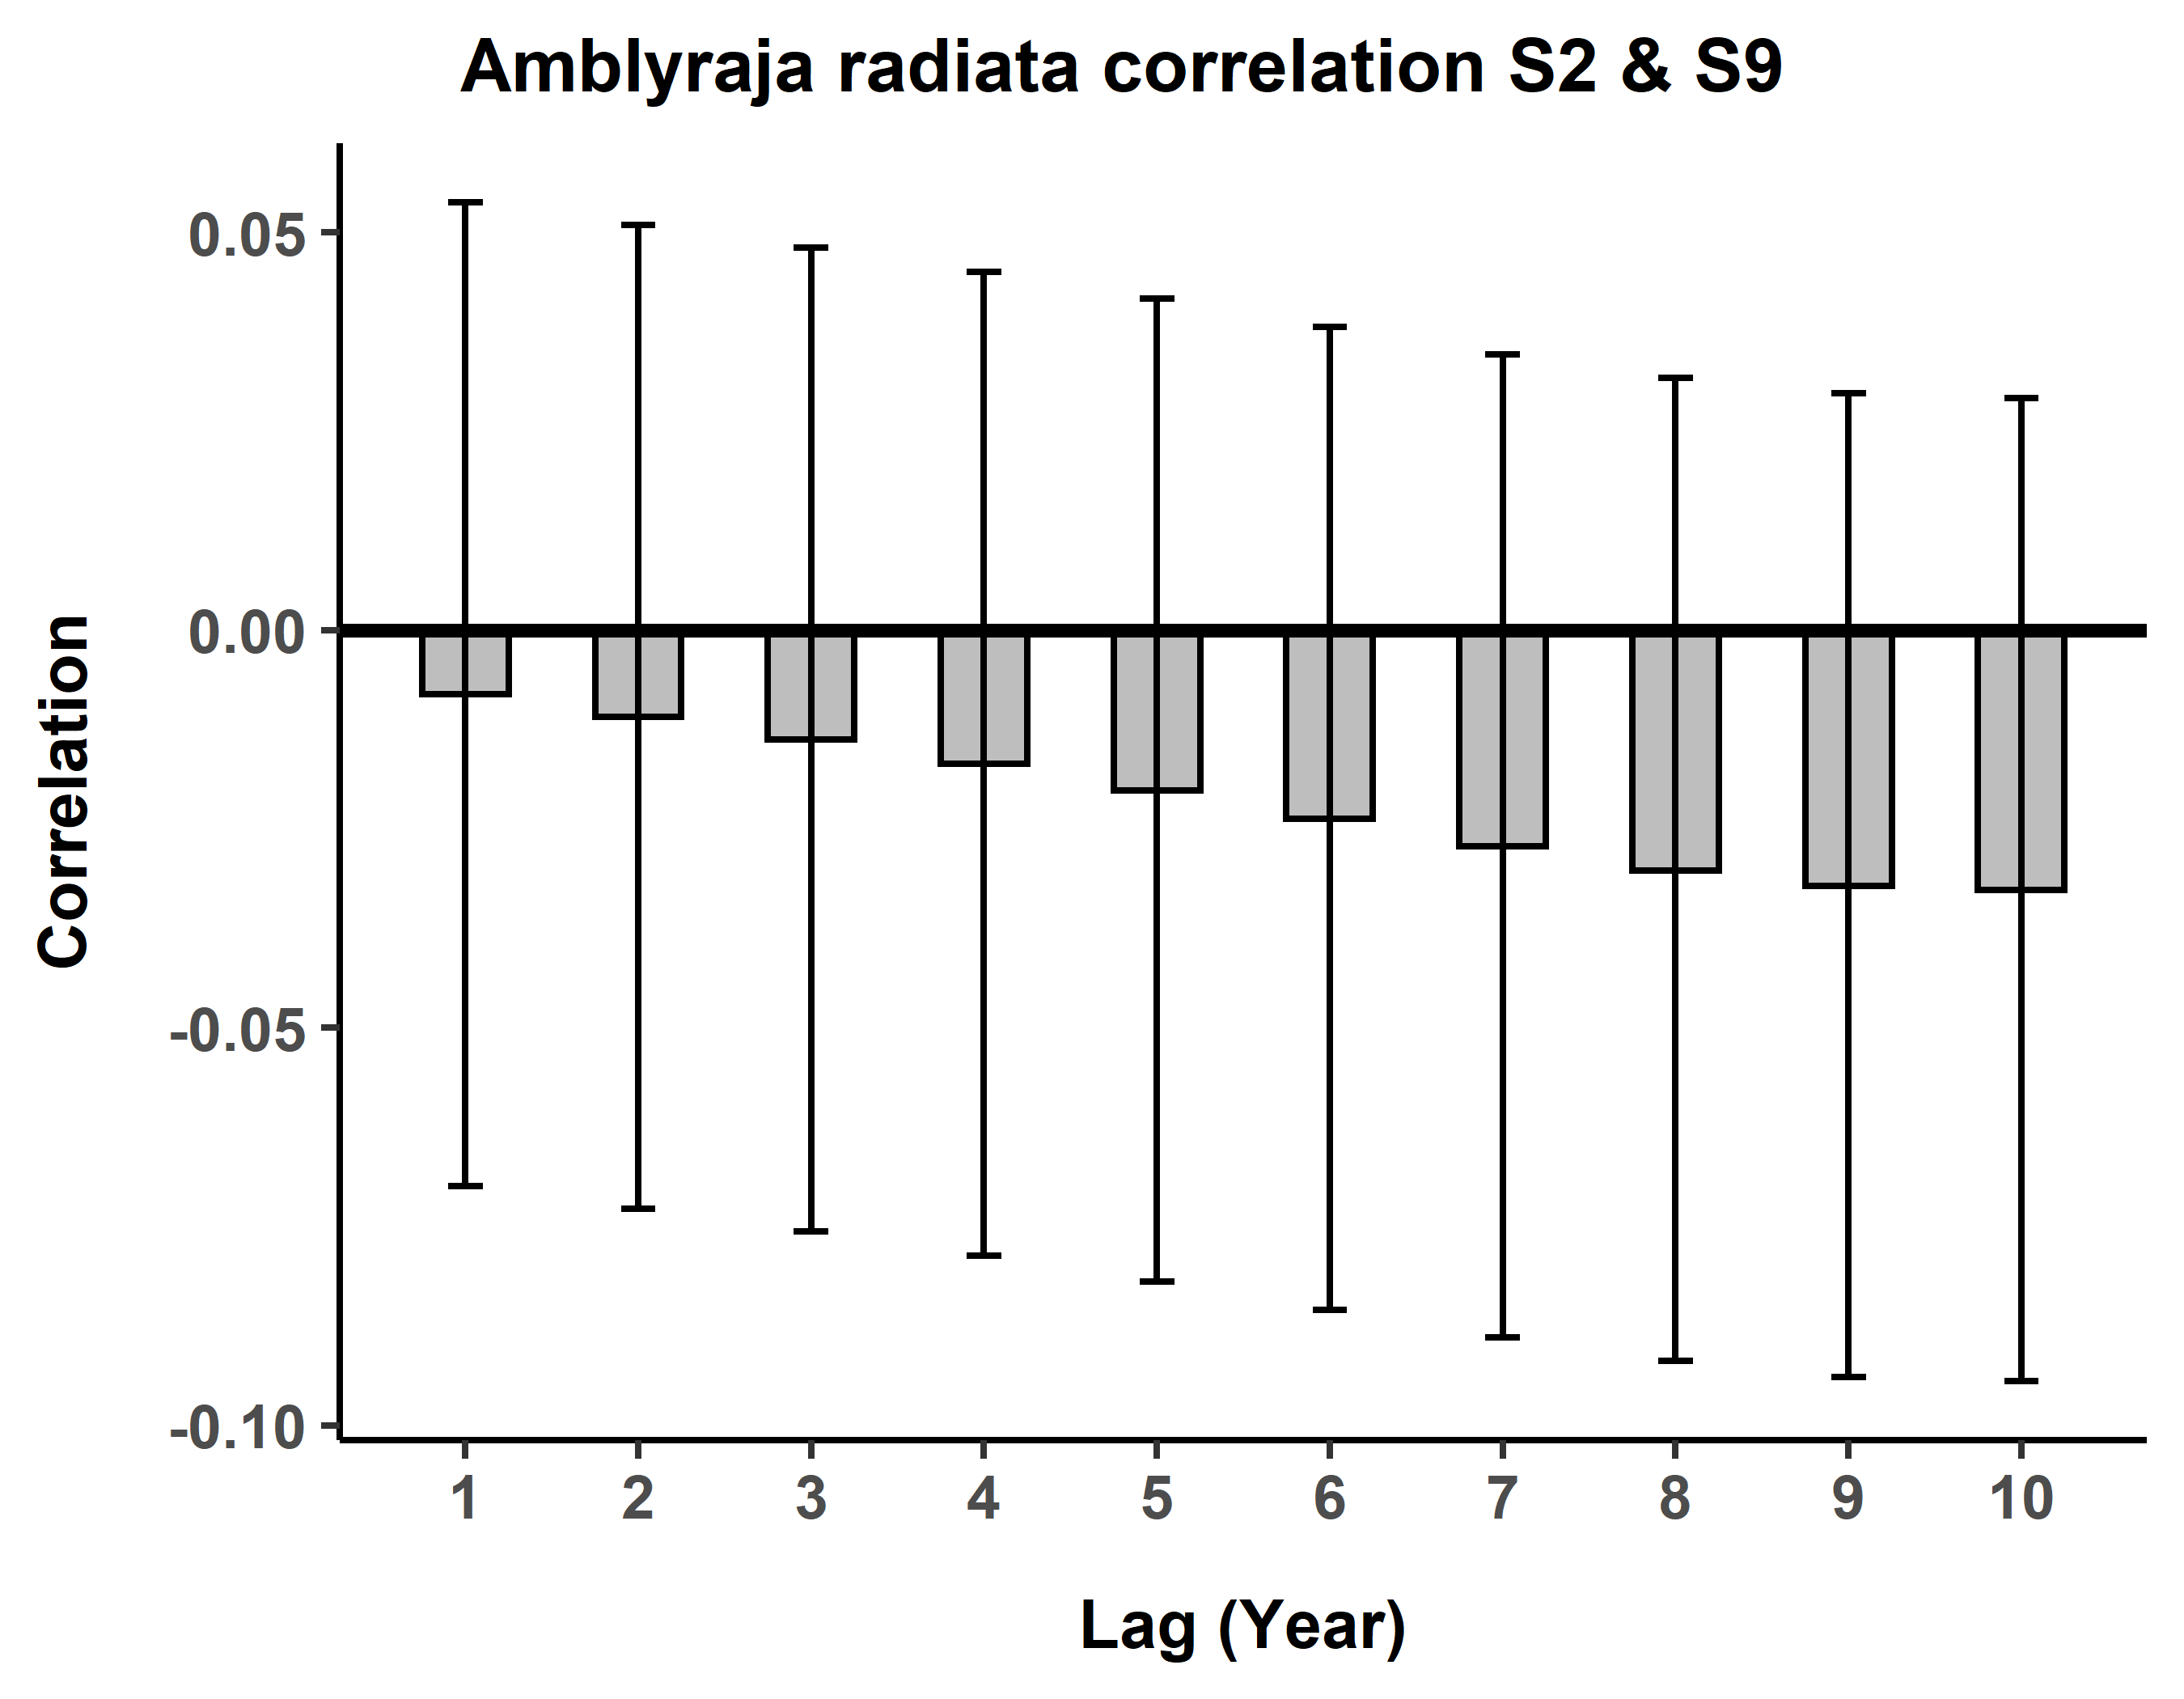 Amblyraja radiata correlation S2 & S9
Correlation
0.05
0.00
-0.05
-0.10
1 2 3 4 5 6 7 8 9 10
Lag (Year)